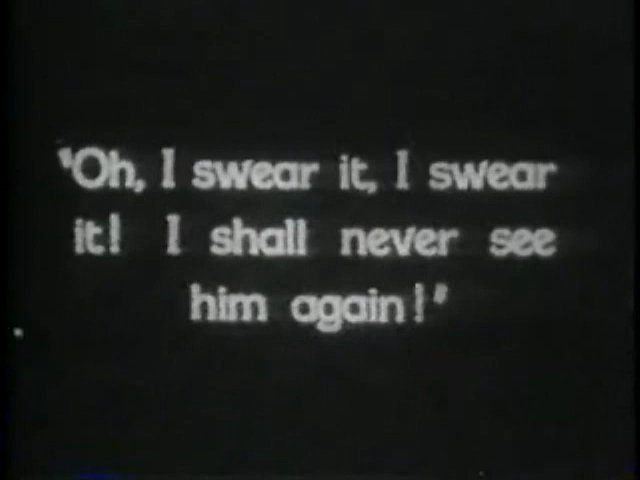 "Oh, I swear it, I swear
it! I shall never see
him again!"